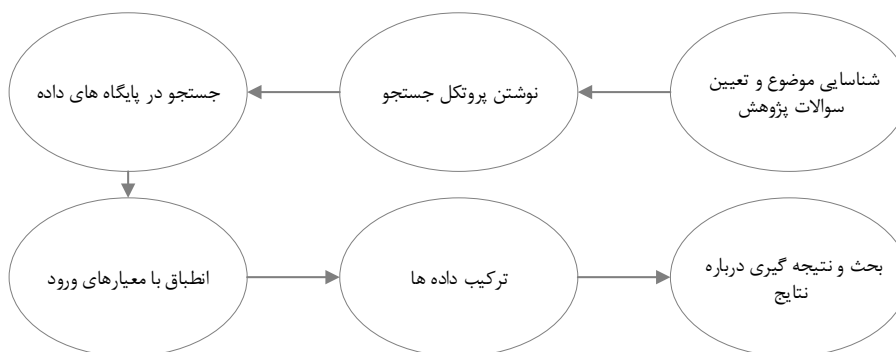 شناسایی موضوع و تعیین
سوالات پژوهش
نوشتن پروتکل جستجو
جستجو در پایگاه های داده
انطباق با معیارهای ورود
ترکیب داده ها
بحث و نتیجه گیری درباره
نتایج